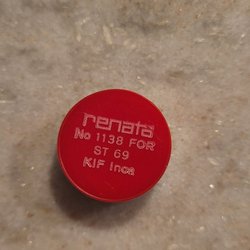 renata
No 1138 FOR
ST 69
KIF Inca